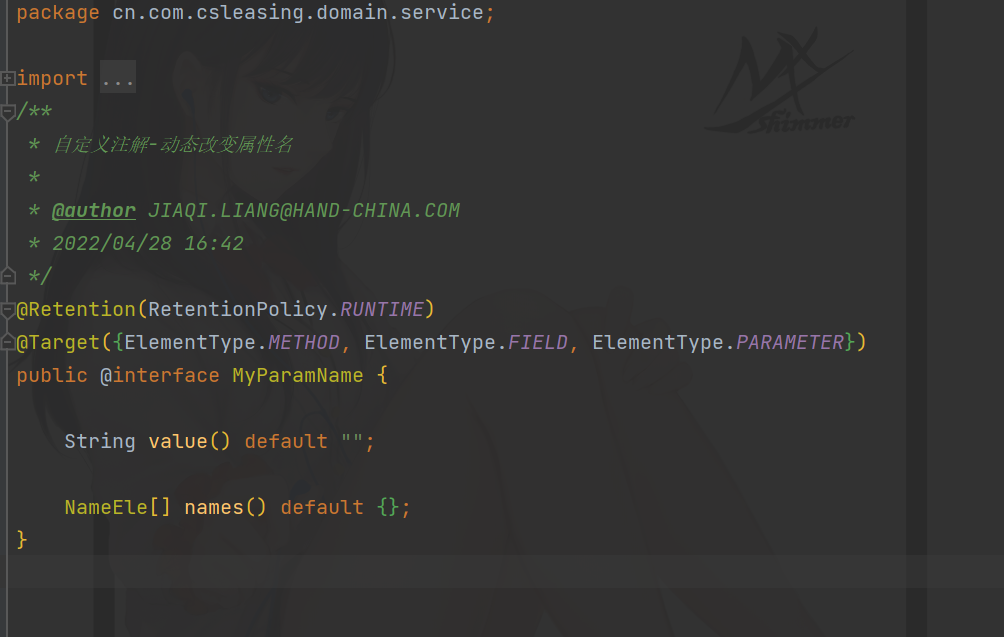 package cn.com.csleasing.domain.service;
import ...
/**
 * 自定义注解-动态改变属性名
 *
 * @author JIAQI.LIANG@HAND-CHINA.COM
 * 2022/04/28 16:42
 */
@Retention(RetentionPolicy.RUNTIME)
@Target({ElementType.METHOD, ElementType.FIELD, ElementType.PARAMETER})
public @interface MyParamName {
    String value() default "";
    NameEle[] names() default {};
}
shimmer